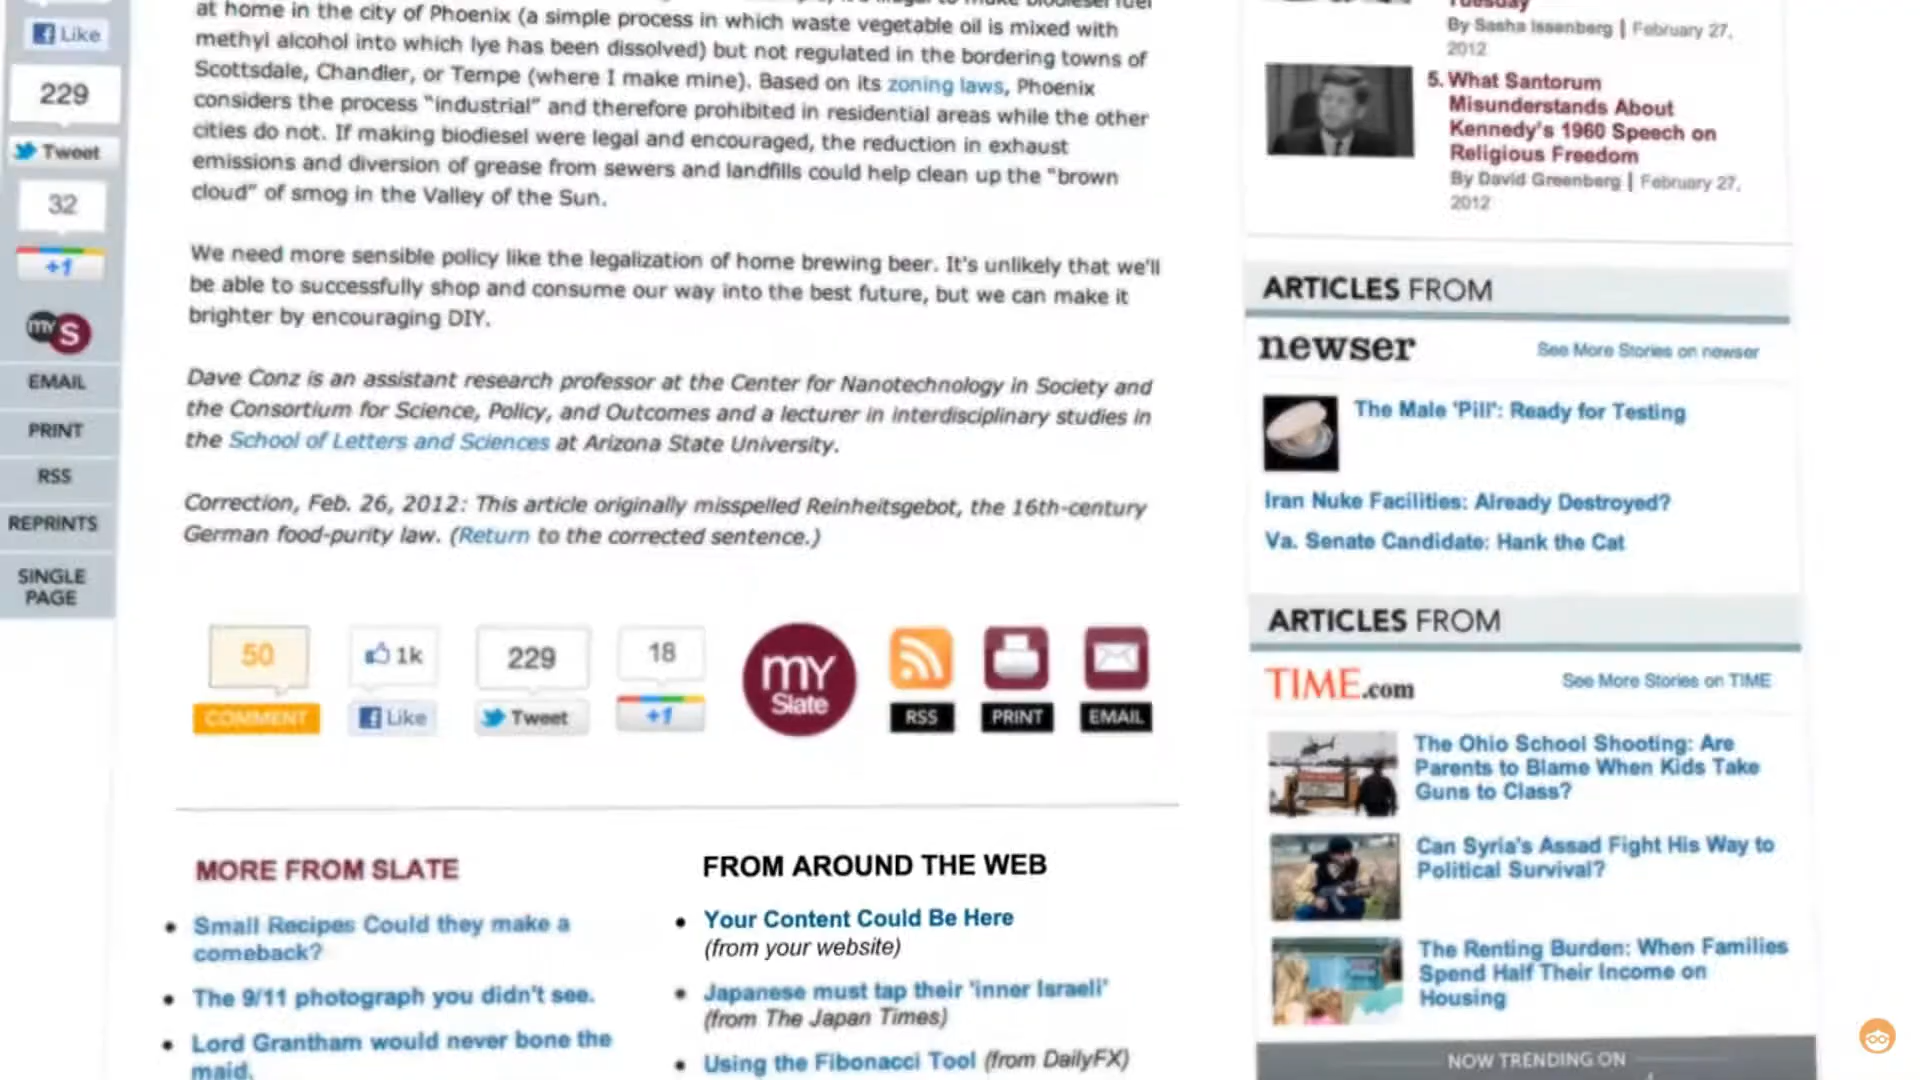 Like
229
Tweet
32
+1
my S
EMAIL
PRINT
RSS
REPRINTS
SINGLE
PAGE
at home in the city of Phoenix (a simple process in which waste vegetable oil is mixed with
methyl alcohol into which lye has been dissolved) but not regulated in the bordering towns of
Scottsdale, Chandler, or Tempe (where I make mine). Based on its zoning laws, Phoenix
considers the process "industrial" and therefore prohibited in residential areas while the other
cities do not. If making biodiesel were legal and encouraged, the reduction in exhaust
emissions and diversion of grease from sewers and landfills could help clean up the "brown
cloud" of smog in the Valley of the Sun.
We need more sensible policy like the legalization of home brewing beer. It's unlikely that we'll
be able to successfully shop and consume our way into the best future, but we can make it
brighter by encouraging DIY.
Dave Conz is an assistant research professor at the Center for Nanotechnology in Society and
the Consortium for Science, Policy, and Outcomes and a lecturer in interdisciplinary studies in
the School of Letters and Sciences at Arizona State University.
Correction, Feb. 26, 2012: This article originally misspelled Reinheitsgebot, the 16th-century
German food-purity law. (Return to the corrected sentence.)
50
COMMENT
1k
Like
229
Tweet
18
+1
my
Slate
RSS
PRINT
EMAIL
MORE FROM SLATE
Small Recipes Could they make a
comeback?
The 9/11 photograph you didn't see.
Lord Grantham would never bone the
maid.
FROM AROUND THE WEB
Your Content Could Be Here
(from your website)
Japanese must tap their 'inner Israeli'
(from The Japan Times)
Using the Fibonacci Tool (from DailyFX)
Tuesday
By Sasha Issenberg | February 27,
2012
5. What Santorum
Misunderstands About
Kennedy's 1960 Speech on
Religious Freedom
By David Greenberg | February 27,
2012
ARTICLES FROM
newser
See More Stories on newser
The Male 'Pill': Ready for Testing
Iran Nuke Facilities: Already Destroyed?
Va. Senate Candidate: Hank the Cat
ARTICLES FROM
TIME.com
See More Stories on TIME
The Ohio School Shooting: Are
Parents to Blame When Kids Take
Guns to Class?
Can Syria's Assad Fight His Way to
Political Survival?
The Renting Burden: When Families
Spend Half Their Income on
Housing
NOW TRENDING ON